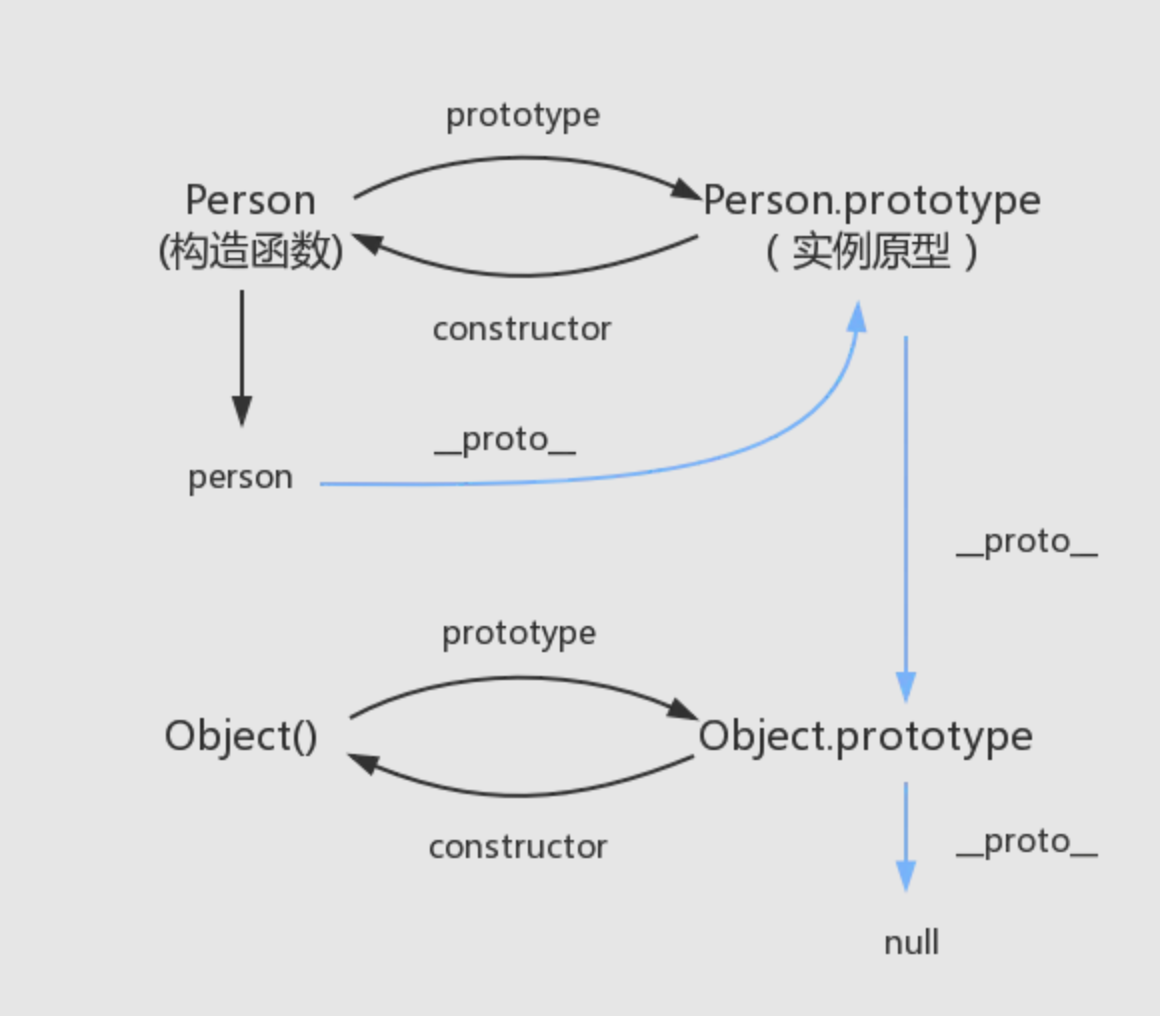 prototype
Person
Person.prototype
(构造函数)
( 实例原型 )
constructor
__proto__
person
__proto__
prototype
Object()
Object.prototype
constructor
__proto__
null